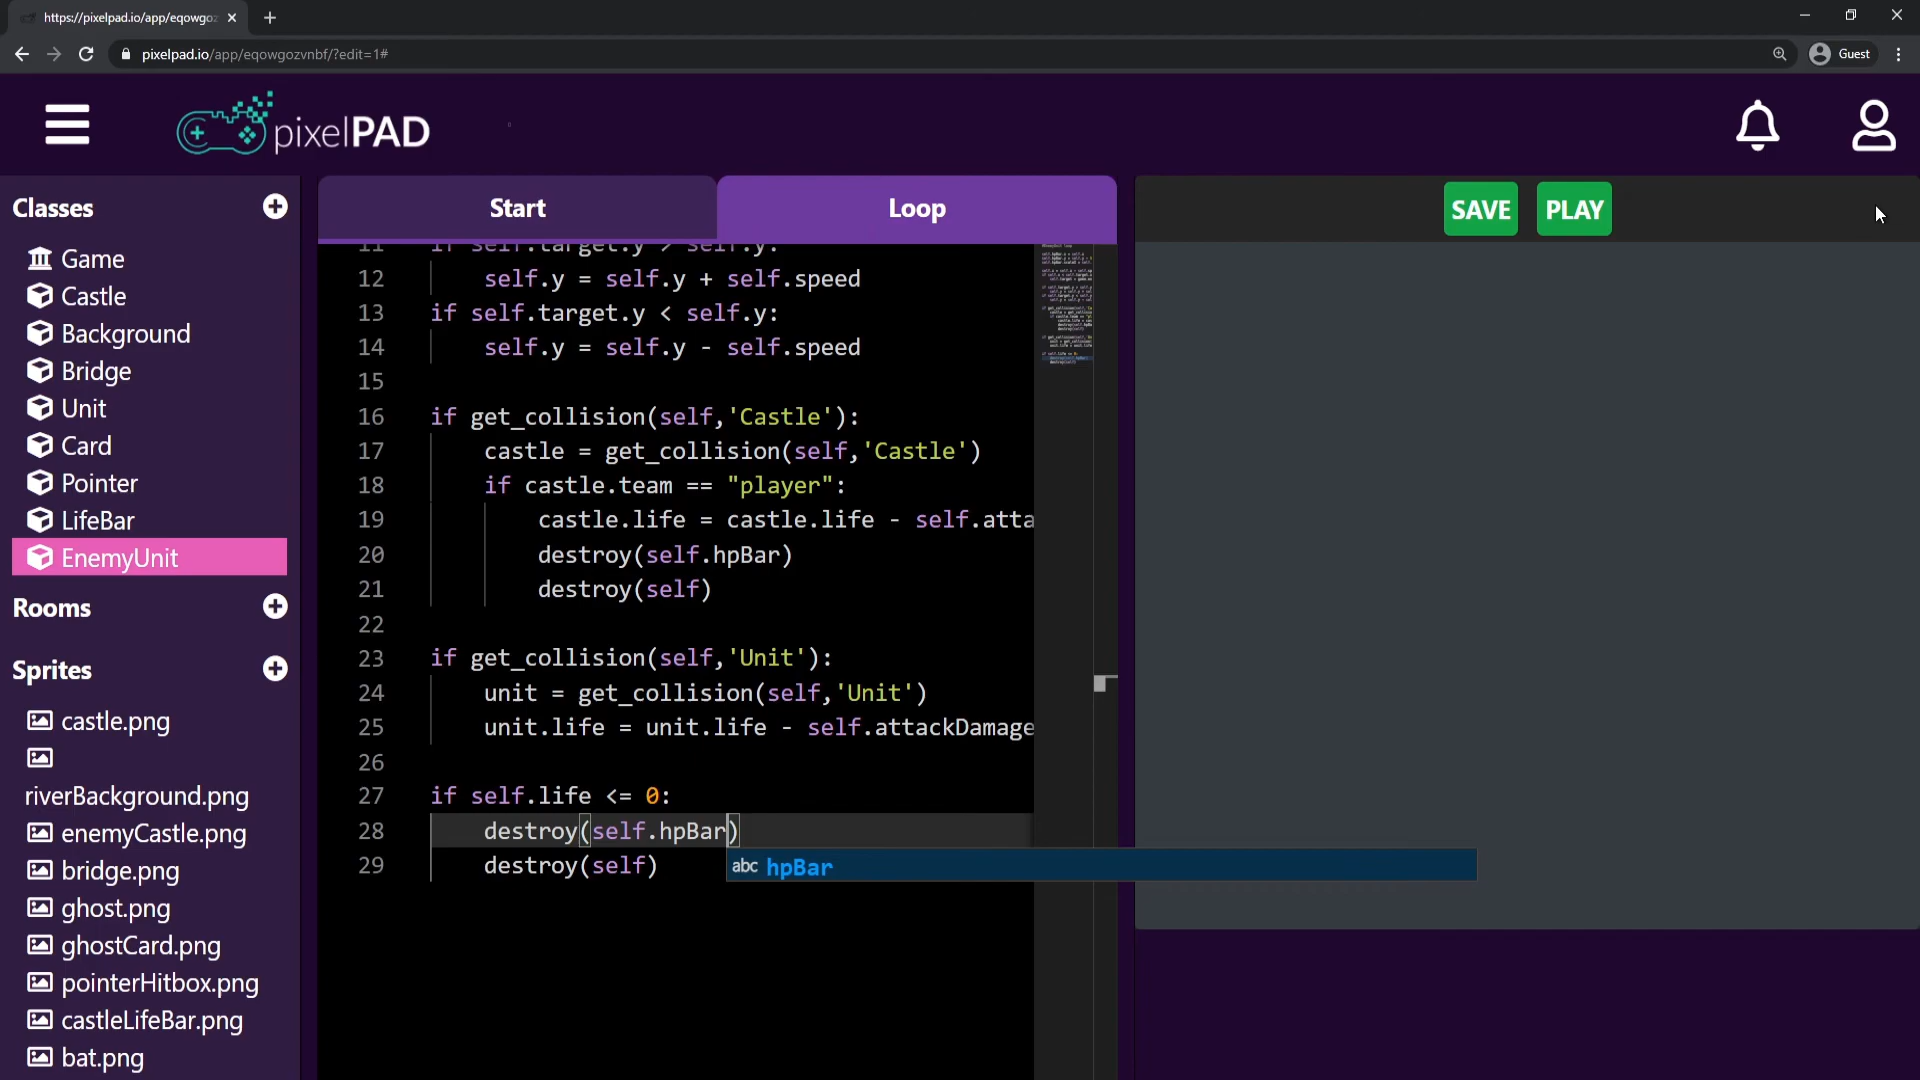 https://pixelpad.io/app/eqowgoz
pixelpad.io/app/eqowgozvnbf/?edit=1#
Guest
pixelPAD
Classes
Game
Castle
Background
Bridge
Unit
Card
Pointer
LifeBar
EnemyUnit
Rooms
Sprites
castle.png
riverBackground.png
enemyCastle.png
bridge.png
ghost.png
ghostCard.png
pointerHitbox.png
castleLifeBar.png
bat.png
Start
Loop
11 if self.target.y > self.y:
12 self.y = self.y + self.speed
13 if self.target.y < self.y:
14 self.y = self.y - self.speed
15
16 if get_collision(self,'Castle'):
17 castle = get_collision(self,'Castle')
18 if castle.team == "player":
19 castle.life = castle.life - self.atta
20 destroy(self.hpBar)
21 destroy(self)
22
23 if get_collision(self,'Unit'):
24 unit = get_collision(self,'Unit')
25 unit.life = unit.life - self.attackDamage
26
27 if self.life <= 0:
28 destroy(self.hpBar)
29 destroy(self)
abc hpBar
SAVE
PLAY